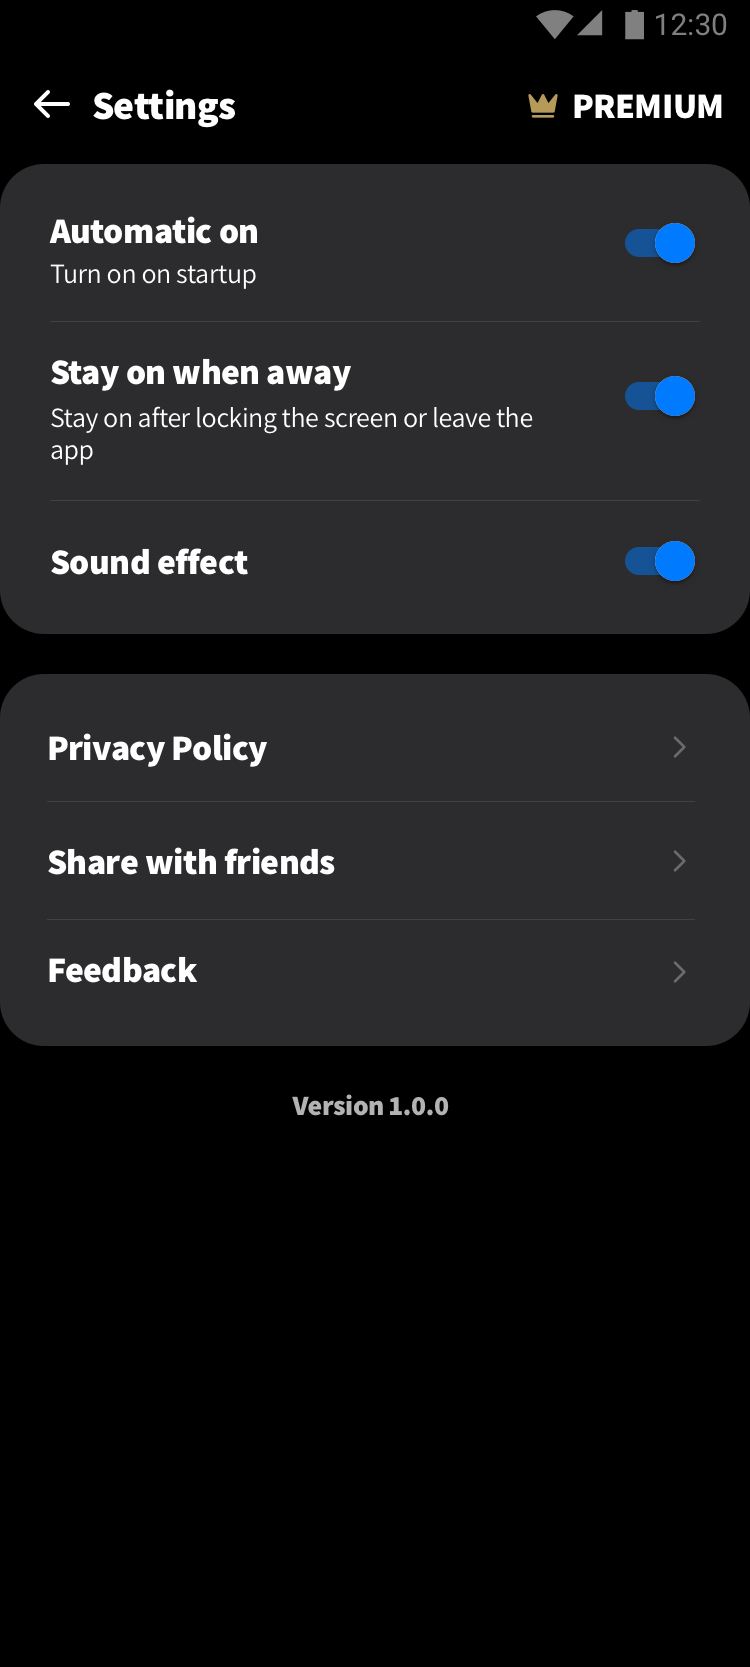 12:30
Settings
PREMIUM
Automatic on
Turn on on startup
Stay on when away
Stay on after locking the screen or leave the
app
Sound effect
Privacy Policy
Share with friends
Feedback
Version 1.0.0